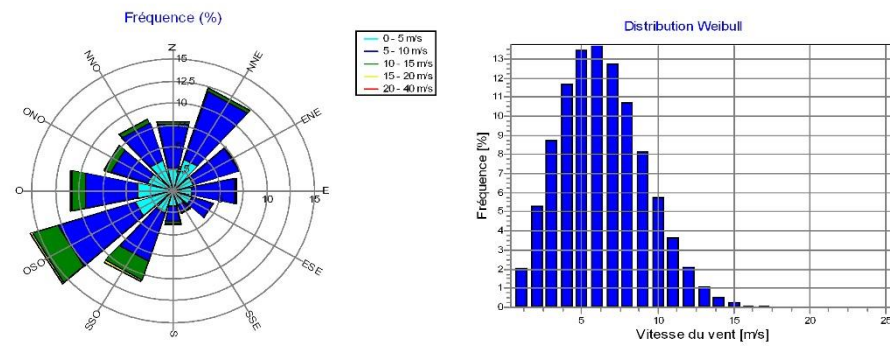 Fréquence (%)
N
NNE
ENE
E
ESE
SSE
S
SSO
OSO
O
ONO
NNO
15
12.5
10
10
15
0 - 5 m/s
5 - 10 m/s
10 - 15 m/s
15 - 20 m/s
20 - 40 m/s
Distribution Weibull
Fréquence [%]
13
12
11
10
9
8
7
6
5
4
3
2
1
0
5
10
15
20
25
Vitesse du vent [m/s]